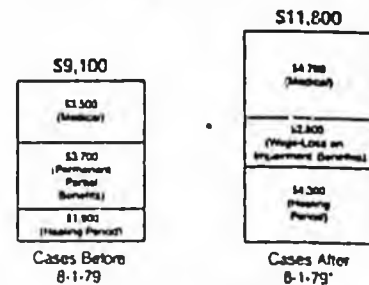 $9,100
$3,500
(Medical)
$3,700
(Permanent
Partial
Benefits)
$1,900
(Healing Period)
Cases Before
8-1-79
$11,800
$4,700
(Medical)
$2,800
(Wage-Loss on
Impairment Benefits)
$4,300
(Healing
Period)
Cases After
8-1-79*